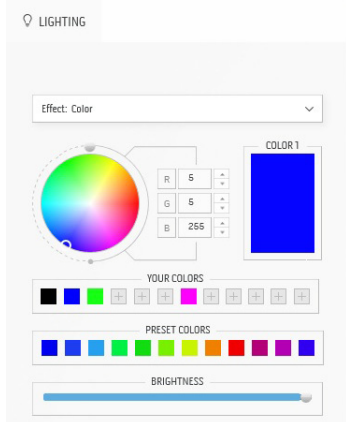 LIGHTING
Effect: Color
COLOR 1
R 5
G 5
B 255
YOUR COLORS
PRESET COLORS
BRIGHTNESS